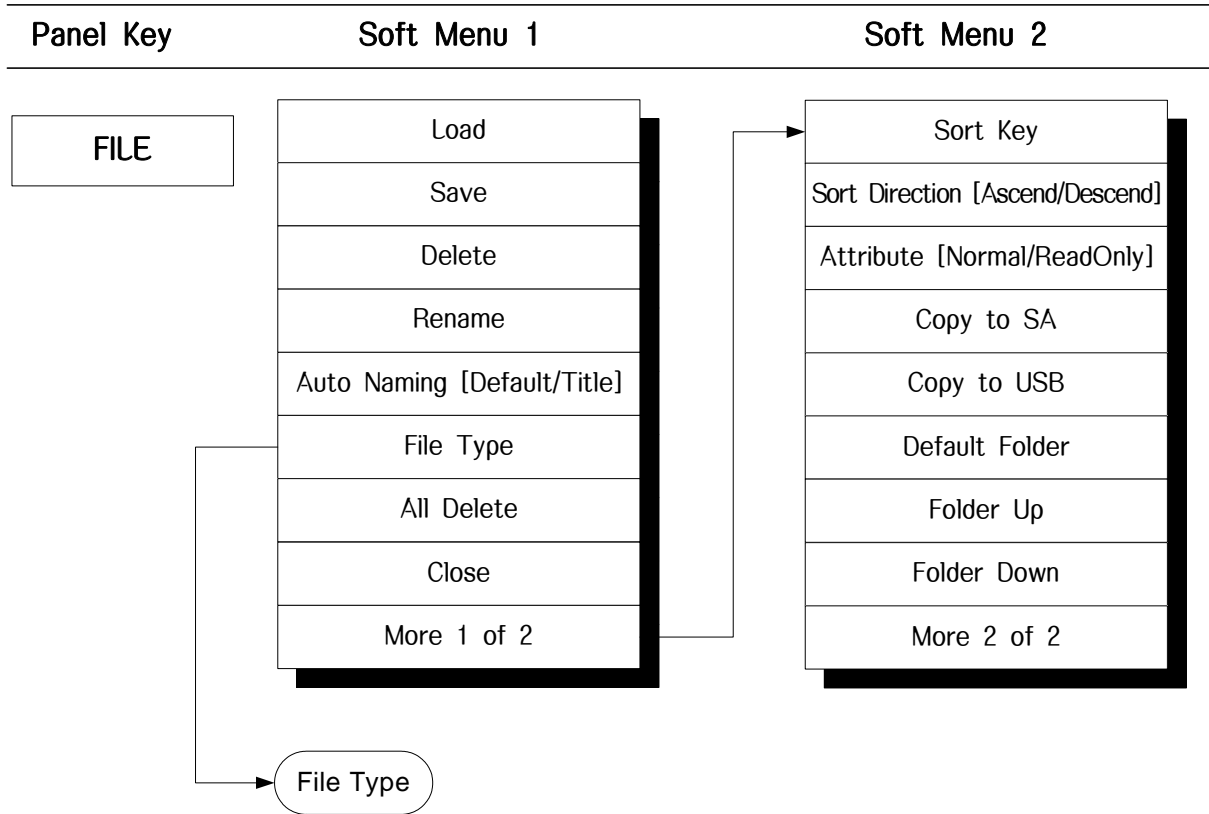 Panel Key Soft Menu 1 Soft Menu 2
FILE
Load
Save
Delete
Rename
Auto Naming [Default/Title]
File Type
All Delete
Close
More 1 of 2
Sort Key
Sort Direction [Ascend/Descend]
Attribute [Normal/ReadOnly]
Copy to SA
Copy to USB
Default Folder
Folder Up
Folder Down
More 2 of 2
File Type